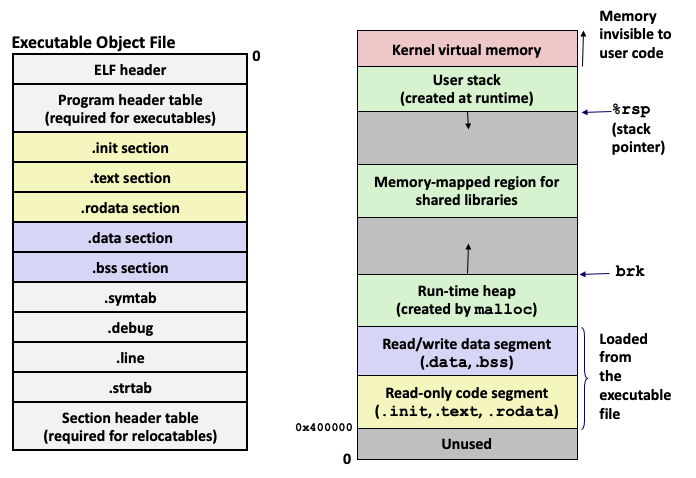 Executable Object File
0
ELF header
Program header table
(required for executables)
.init section
.text section
.rodata section
.data section
.bss section
.symtab
.debug
.line
.strtab
Section header table
(required for relocatables)
Kernel virtual memory
User stack
(created at runtime)
Memory-mapped region for
shared libraries
Run-time heap
(created by malloc)
Read/write data segment
(.data, .bss)
Read-only code segment
(.init, .text, .rodata)
Unused
0x400000
0
Memory
invisible to
user code
%rsp
(stack
pointer)
brk
Loaded
from
the
executable
file